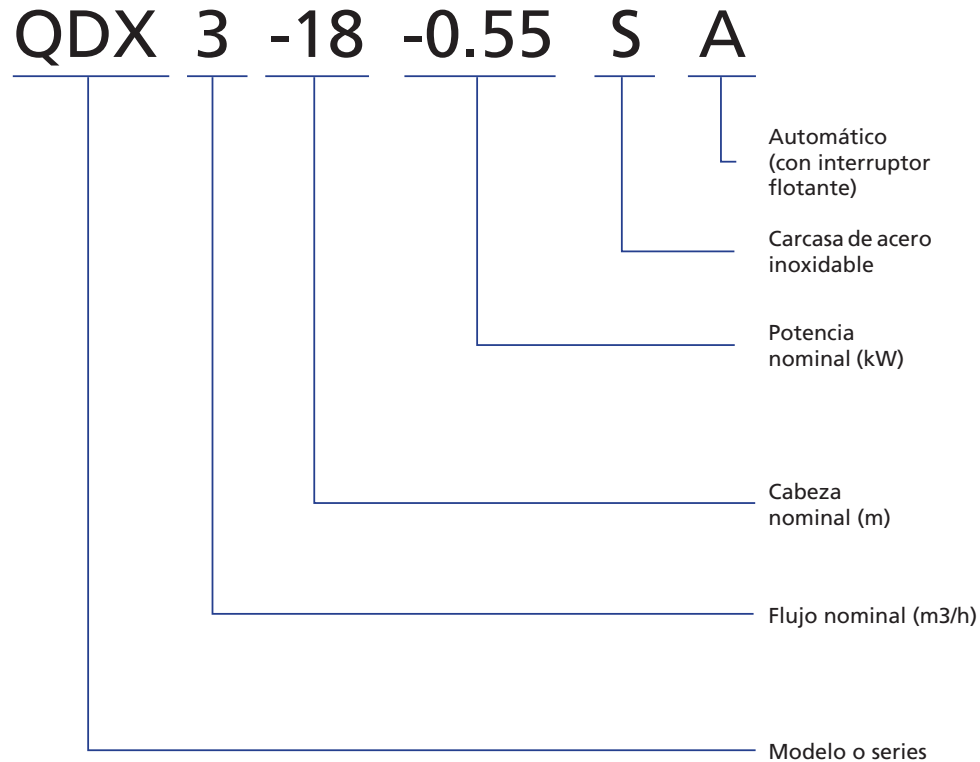 QDX 3 -18 -0.55 S A
Automático
(con interruptor
flotante)
Carcasa de acero
inoxidable
Potencia
nominal (kW)
Cabeza
nominal (m)
Flujo nominal (m3/h)
Modelo o series